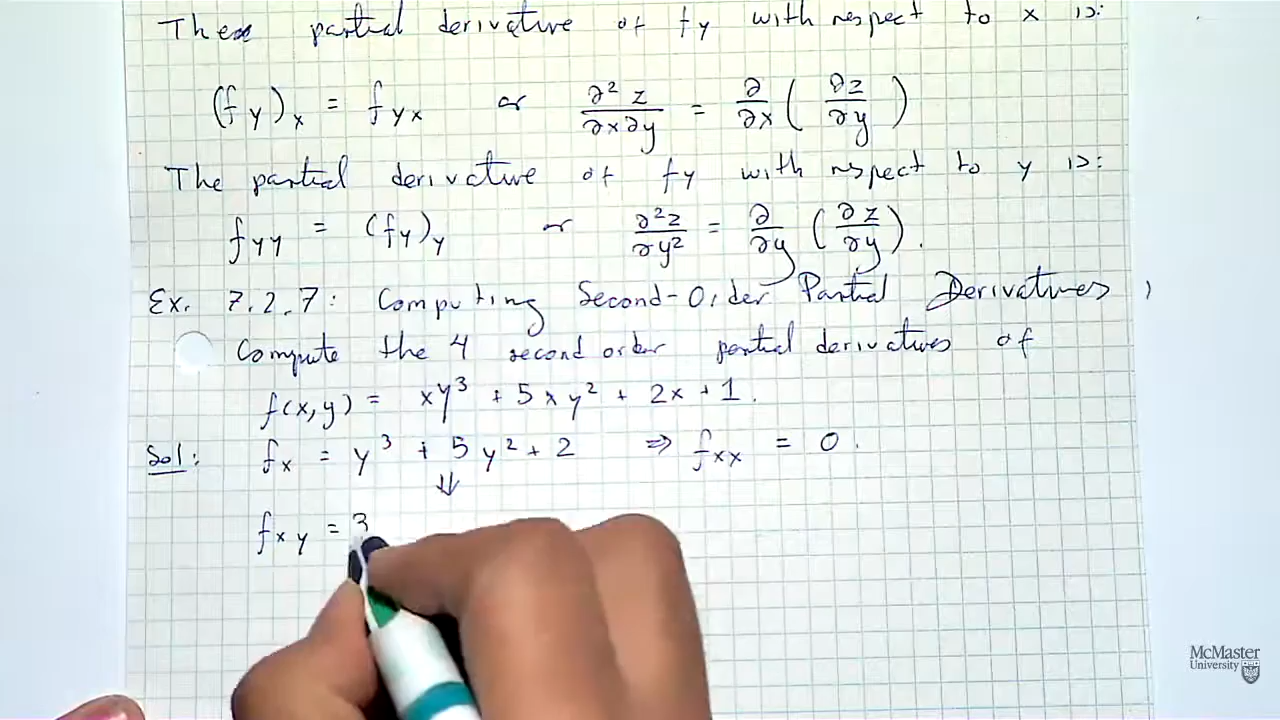 The partial derivative of fy with respect to x is:
(fy)x = fyx or ∂²z/∂x∂y = ∂/∂x (∂z/∂y)
The partial derivative of fy with respect to y is:
fyy = (fy)y or ∂²z/∂y² = ∂/∂y (∂z/∂y).
Ex. 7.2.7: Computing Second-Order Partial Derivatives,
Compute the 4 second order partial derivatives of
f(x,y) = xy³ + 5xy² + 2x + 1.
Sol: fx = y³ + 5y² + 2 ⇒ fxx = 0.
⇓
fxy = 3
McMaster
University